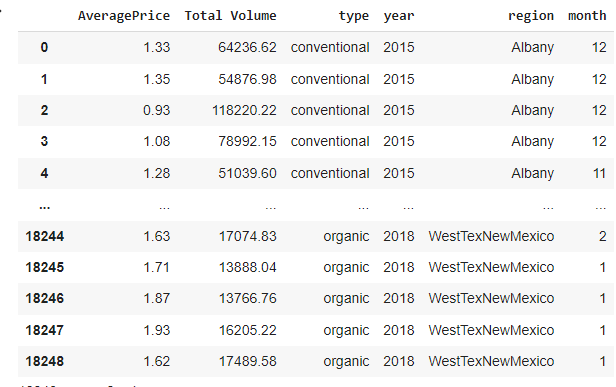 AveragePrice Total Volume type year region month
0 1.33 64236.62 conventional 2015 Albany 12
1 1.35 54876.98 conventional 2015 Albany 12
2 0.93 118220.22 conventional 2015 Albany 12
3 1.08 78992.15 conventional 2015 Albany 12
4 1.28 51039.60 conventional 2015 Albany 11
... ... ... ... ... ... ...
18244 1.63 17074.83 organic 2018 WestTexNewMexico 2
18245 1.71 13888.04 organic 2018 WestTexNewMexico 1
18246 1.87 13766.76 organic 2018 WestTexNewMexico 1
18247 1.93 16205.22 organic 2018 WestTexNewMexico 1
18248 1.62 17489.58 organic 2018 WestTexNewMexico 1